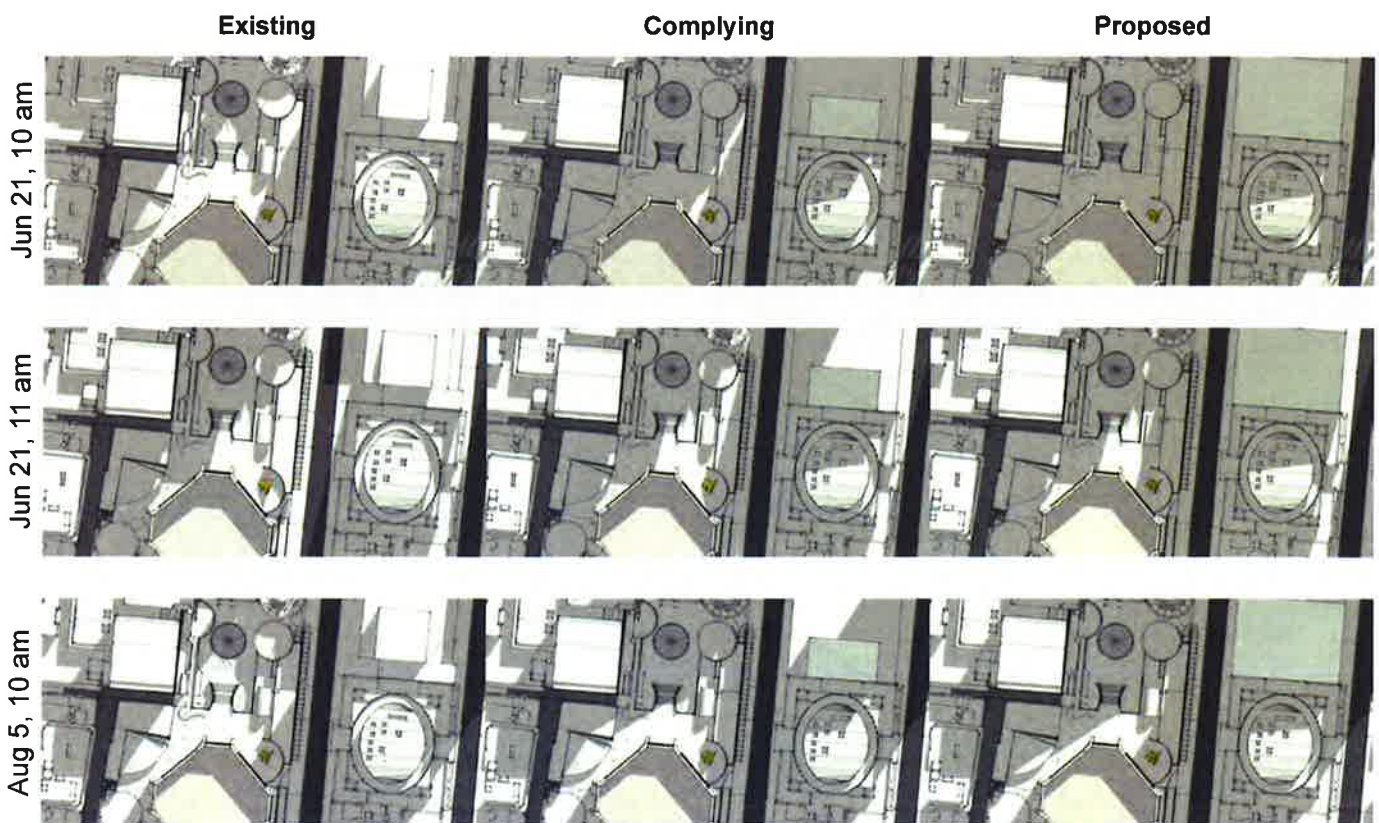 Existing
Complying
Proposed
Jun 21, 10 am
Jun 21, 11 am
Aug 5, 10 am